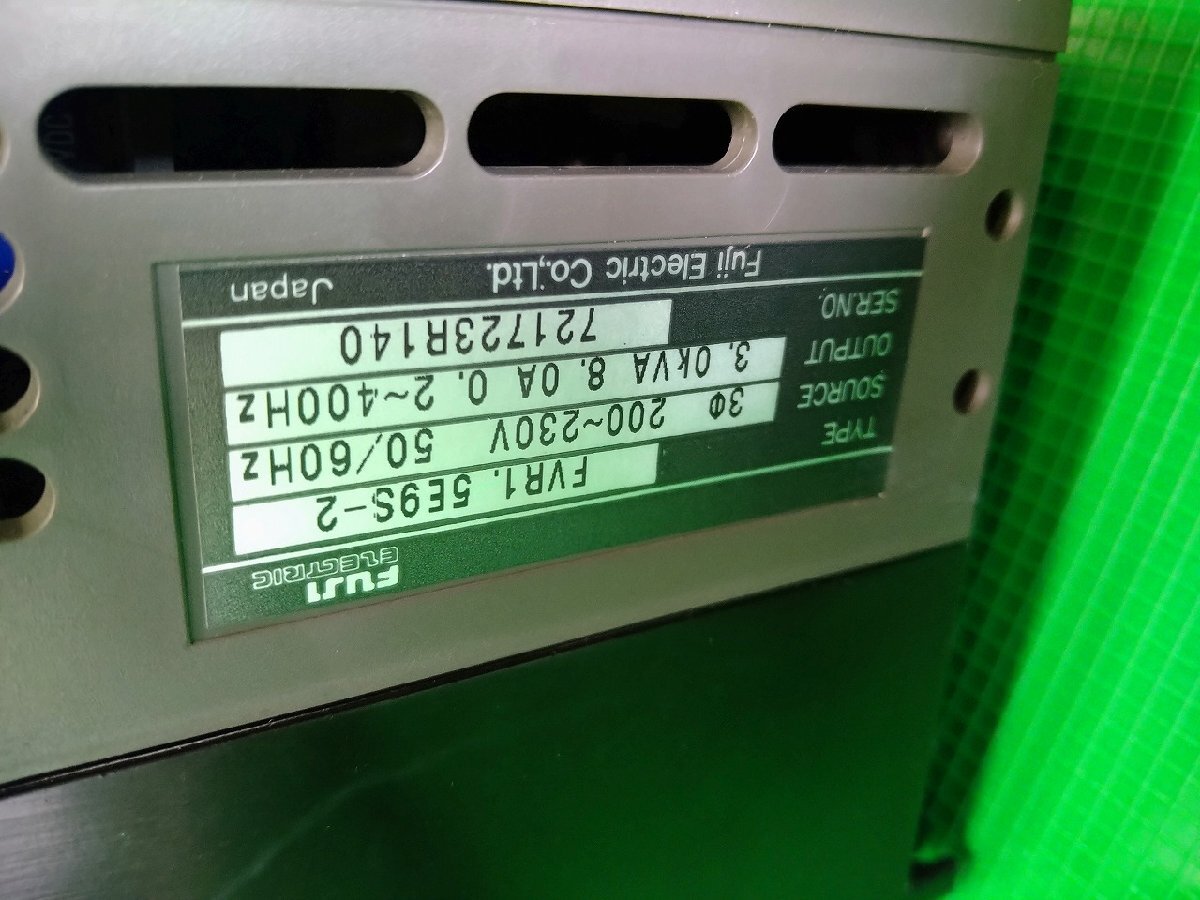 FUJI
ELECTRIC
TYPE FVR1.5E9S-2
SOURCE 3Φ 200~230V 50/60Hz
OUTPUT 3.0kVA 8.0A 0.2~400Hz
SER.NO. 721723R140
Fuji Electric Co.,Ltd. Japan